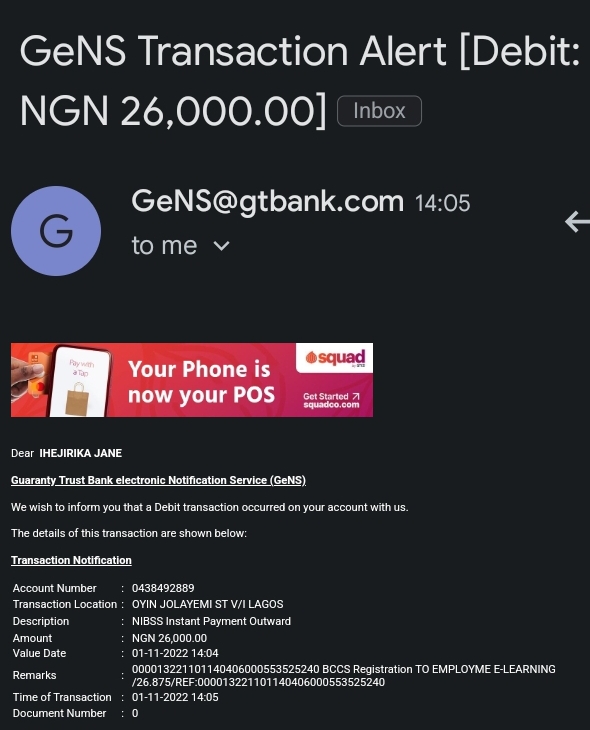 GeNS Transaction Alert [Debit:
NGN 26,000.00] Inbox
G
GeNS@gtbank.com 14:05
to me
Pay with
a Tap
Your Phone is
now your POS
squad
Get Started
squadco.com
Dear IHEJIRIKA JANE
Guaranty Trust Bank electronic Notification Service (GeNS)
We wish to inform you that a Debit transaction occurred on your account with us.
The details of this transaction are shown below:
Transaction Notification
Account Number : 0438492889
Transaction Location : OYIN JOLAYEMI ST V/I LAGOS
Description : NIBSS Instant Payment Outward
Amount : NGN 26,000.00
Value Date : 01-11-2022 14:04
Remarks : 000013221101140406000553525240 BCCS Registration TO EMPLOYME E-LEARNING
/26.875/REF:000013221101140406000553525240
Time of Transaction : 01-11-2022 14:05
Document Number : 0